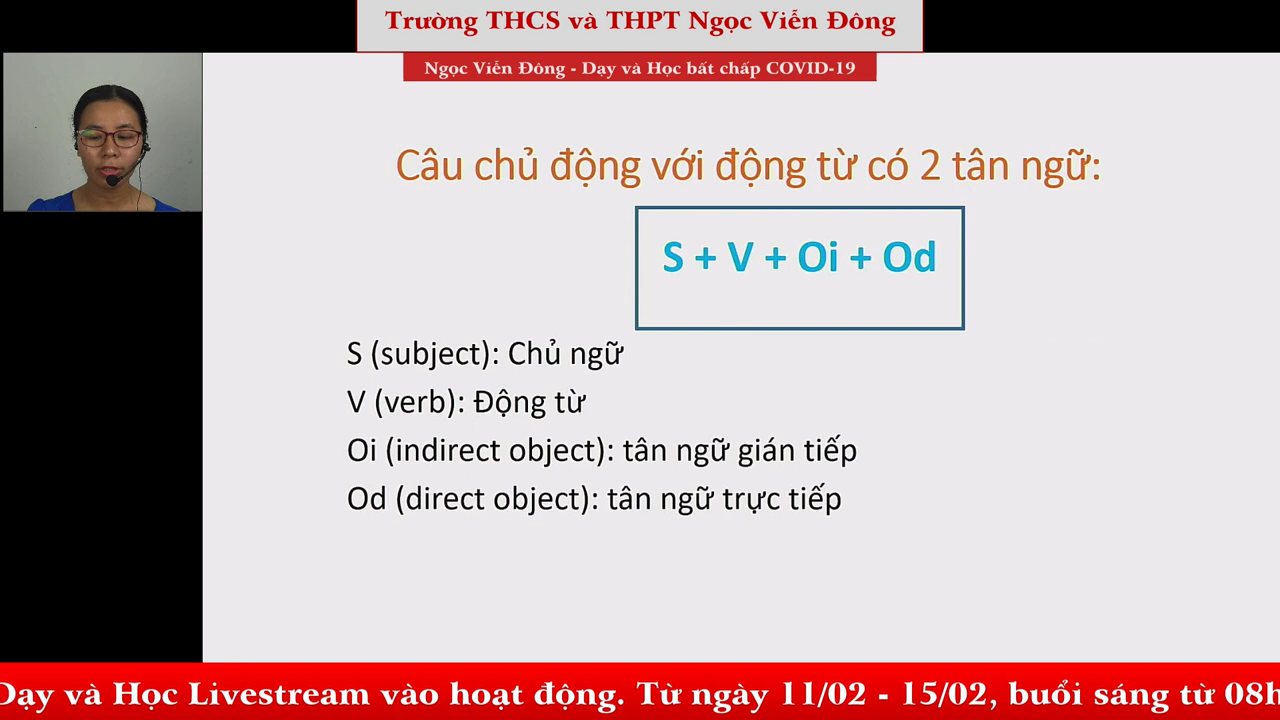 Trường THCS và THPT Ngọc Viễn Đông
Ngọc Viễn Đông - Dạy và Học bất chấp COVID-19
Câu chủ động với động từ có 2 tân ngữ:
S + V + Oi + Od
S (subject): Chủ ngữ
V (verb): Động từ
Oi (indirect object): tân ngữ gián tiếp
Od (direct object): tân ngữ trực tiếp
Dạy và Học Livestream vào hoạt động. Từ ngày 11/02 - 15/02, buổi sáng từ 08h